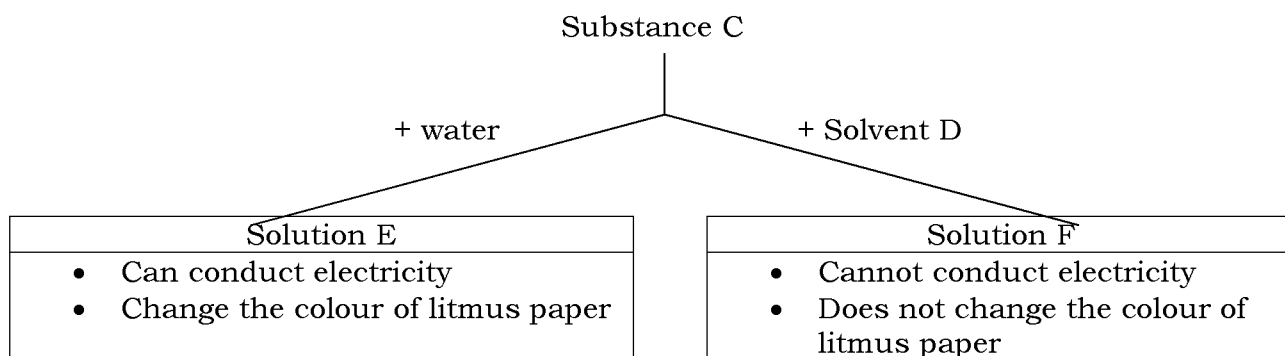 Substance C
+ water
+ Solvent D
Solution E
• Can conduct electricity
• Change the colour of litmus paper
Solution F
• Cannot conduct electricity
• Does not change the colour of
litmus paper